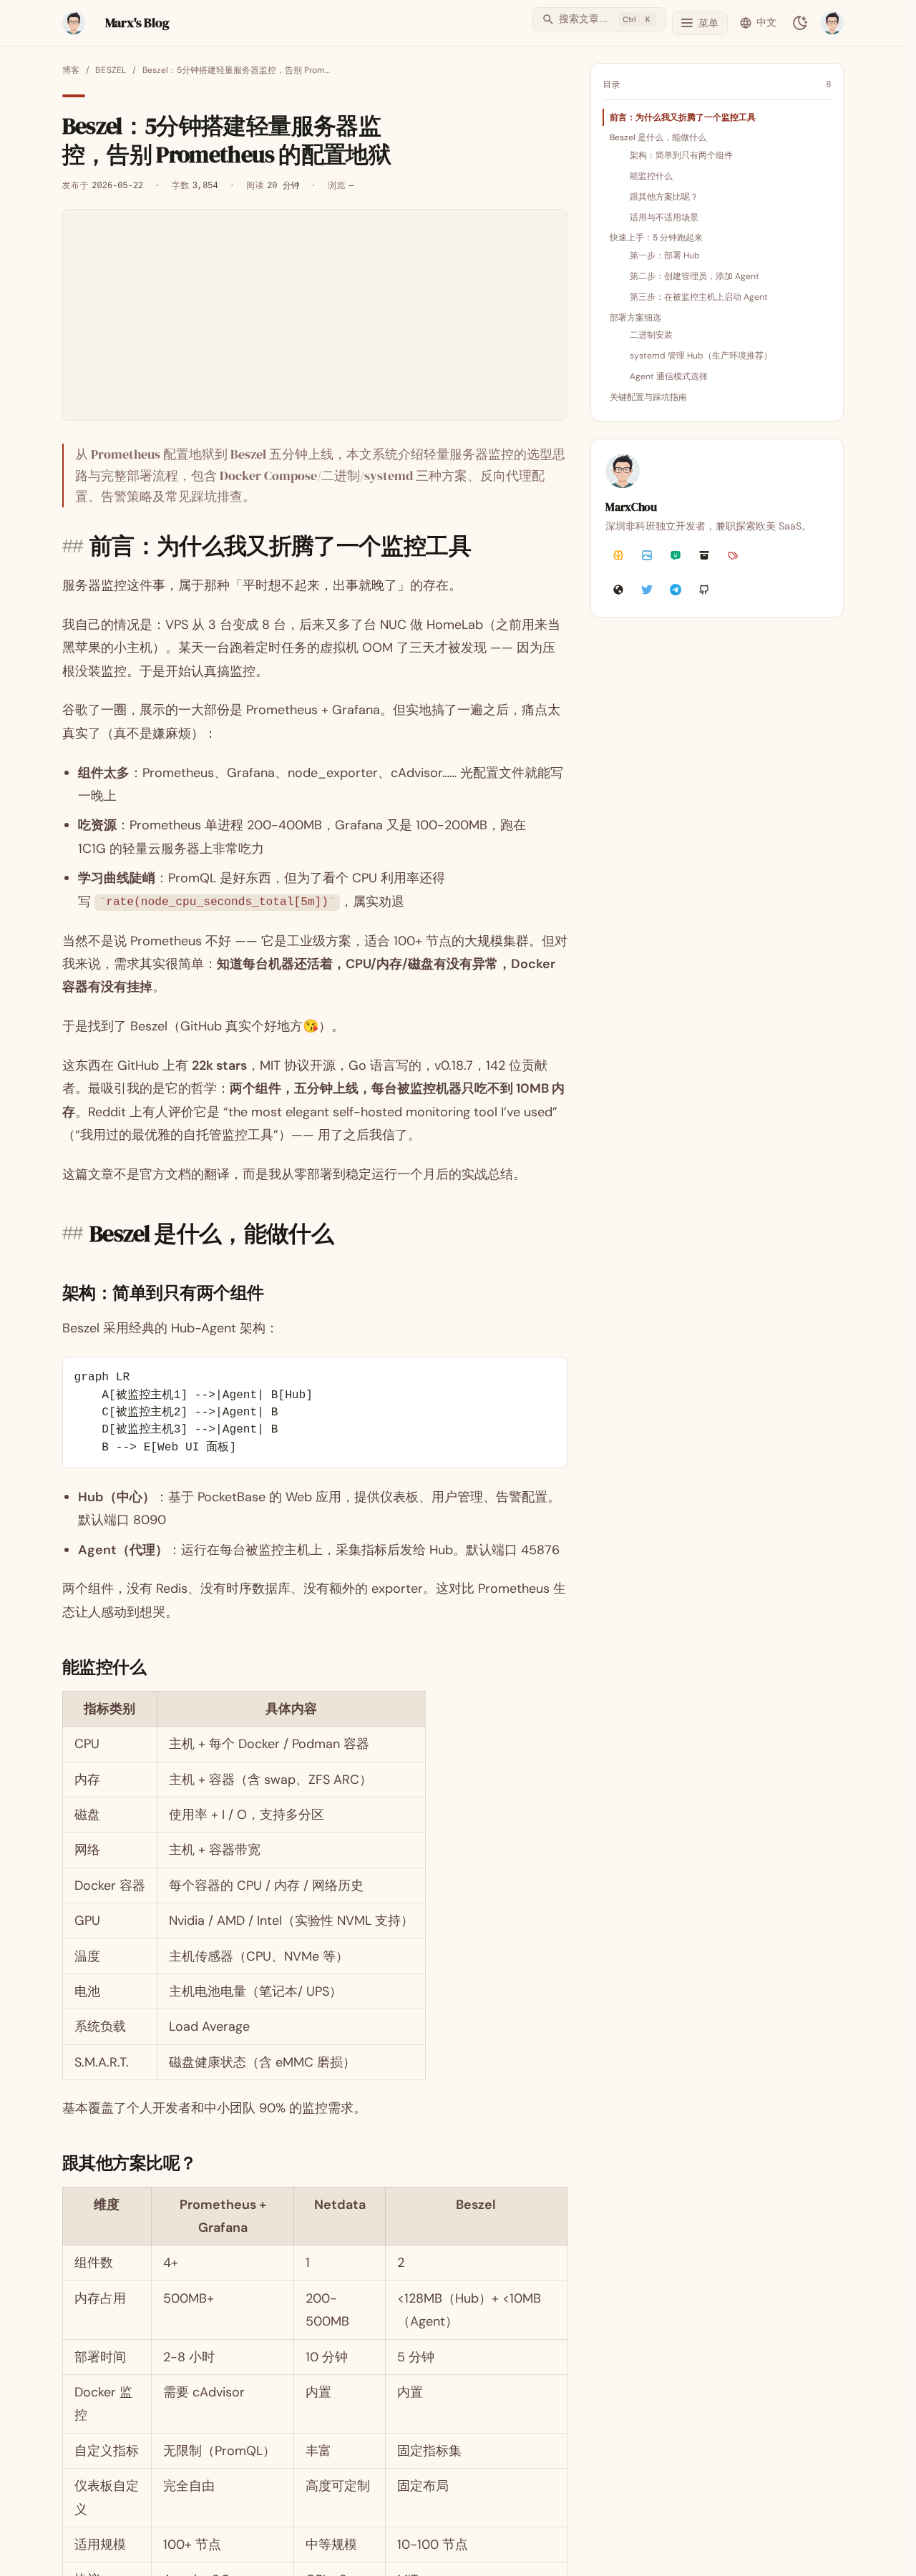 Marx's Blog
搜索文章... Ctrl K
菜单
中文
博客 / BESZEL / Beszel：5分钟搭建轻量服务器监控，告别 Prom...
Beszel：5分钟搭建轻量服务器监
控，告别 Prometheus 的配置地狱
发布于 2026-05-22 · 字数 3,854 · 阅读 20 分钟 · 浏览 —
从 Prometheus 配置地狱到 Beszel 五分钟上线，本文系统介绍轻量服务器监控的选型思
路与完整部署流程，包含 Docker Compose/二进制/systemd 三种方案、反向代理配
置、告警策略及常见踩坑排查。
## 前言：为什么我又折腾了一个监控工具
服务器监控这件事，属于那种「平时想不起来，出事就晚了」的存在。
我自己的情况是：VPS 从 3 台变成 8 台，后来又多了台 NUC 做 HomeLab（之前用来当
黑苹果的小主机）。某天一台跑着定时任务的虚拟机 OOM 了三天才被发现 —— 因为压
根没装监控。于是开始认真搞监控。
谷歌了一圈，展示的一大部份是 Prometheus + Grafana。但实地搞了一遍之后，痛点太
真实了（真不是嫌麻烦）：
• 组件太多：Prometheus、Grafana、node_exporter、cAdvisor…… 光配置文件就能写
一晚上
• 吃资源：Prometheus 单进程 200-400MB，Grafana 又是 100-200MB，跑在
1C1G 的轻量云服务器上非常吃力
• 学习曲线陡峭：PromQL 是好东西，但为了看个 CPU 利用率还得
写 `rate(node_cpu_seconds_total[5m])`，属实劝退
当然不是说 Prometheus 不好 —— 它是工业级方案，适合 100+ 节点的大规模集群。但对
我来说，需求其实很简单：知道每台机器还活着，CPU/内存/磁盘有没有异常，Docker
容器有没有挂掉。
于是找到了 Beszel（GitHub 真实个好地方😘）。
这东西在 GitHub 上有 22k stars，MIT 协议开源，Go 语言写的，v0.18.7，142 位贡献
者。最吸引我的是它的哲学：两个组件，五分钟上线，每台被监控机器只吃不到 10MB 内
存。Reddit 上有人评价它是 “the most elegant self-hosted monitoring tool I’ve used”
（“我用过的最优雅的自托管监控工具”）—— 用了之后我信了。
这篇文章不是官方文档的翻译，而是我从零部署到稳定运行一个月后的实战总结。
## Beszel 是什么，能做什么
架构：简单到只有两个组件
Beszel 采用经典的 Hub-Agent 架构：
graph LR
    A[被监控主机1] -->|Agent| B[Hub]
    C[被监控主机2] -->|Agent| B
    D[被监控主机3] -->|Agent| B
    B --> E[Web UI 面板]
• Hub（中心）：基于 PocketBase 的 Web 应用，提供仪表板、用户管理、告警配置。
默认端口 8090
• Agent（代理）：运行在每台被监控主机上，采集指标后发给 Hub。默认端口 45876
两个组件，没有 Redis、没有时序数据库、没有额外的 exporter。这对比 Prometheus 生
态让人感动到想哭。
能监控什么
指标类别 具体内容
CPU 主机 + 每个 Docker / Podman 容器
内存 主机 + 容器（含 swap、ZFS ARC）
磁盘 使用率 + I / O，支持多分区
网络 主机 + 容器带宽
Docker 容器 每个容器的 CPU / 内存 / 网络历史
GPU Nvidia / AMD / Intel（实验性 NVML 支持）
温度 主机传感器（CPU、NVMe 等）
电池 主机电池电量（笔记本/ UPS）
系统负载 Load Average
S.M.A.R.T. 磁盘健康状态（含 eMMC 磨损）
基本覆盖了个人开发者和中小团队 90% 的监控需求。
跟其他方案比呢？
维度 Prometheus + Grafana Netdata Beszel
组件数 4+ 1 2
内存占用 500MB+ 200-500MB <128MB（Hub）+ <10MB（Agent）
部署时间 2-8 小时 10 分钟 5 分钟
Docker 监控 需要 cAdvisor 内置 内置
自定义指标 无限制（PromQL） 丰富 固定指标集
仪表板自定义 完全自由 高度可定制 固定布局
适用规模 100+ 节点 中等规模 10-100 节点
目录 8
前言：为什么我又折腾了一个监控工具
Beszel 是什么，能做什么
架构：简单到只有两个组件
能监控什么
跟其他方案比呢？
适用与不适用场景
快速上手：5 分钟跑起来
第一步：部署 Hub
第二步：创建管理员，添加 Agent
第三步：在被监控主机上启动 Agent
部署方案细选
二进制安装
systemd 管理 Hub（生产环境推荐）
Agent 通信模式选择
关键配置与踩坑指南
MarxChou
深圳非科班独立开发者，兼职探索欧美 SaaS。